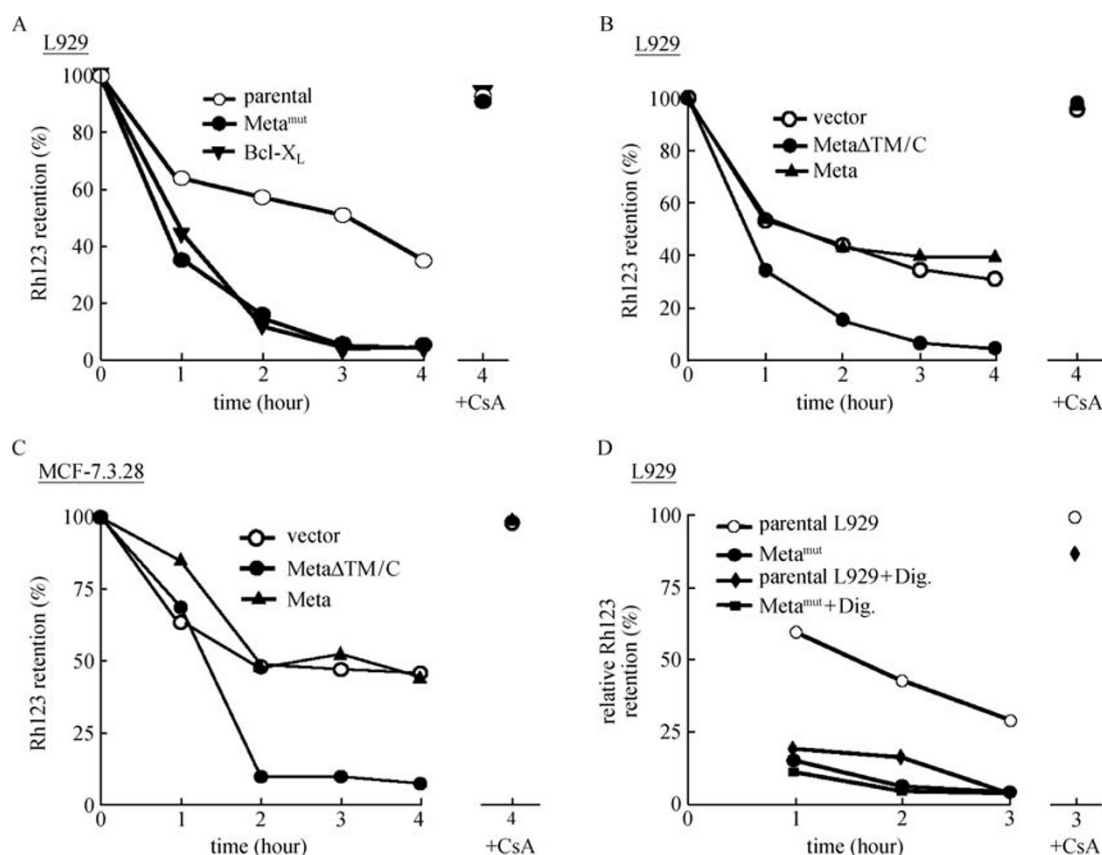 A
L929
Rh123 retention (%)
100
80
60
40
20
0
parental
Meta^mut
Bcl-X_L
0 1 2 3 4 4
time (hour) +CsA
B
L929
Rh123 retention (%)
100
80
60
40
20
0
vector
MetaΔTM/C
Meta
0 1 2 3 4 4
time (hour) +CsA
C
MCF-7.3.28
Rh123 retention (%)
100
75
50
25
0
vector
MetaΔTM/C
Meta
0 1 2 3 4 4
time (hour) +CsA
D
L929
relative Rh123
retention (%)
100
75
50
25
0
parental L929
Meta^mut
parental L929+Dig.
Meta^mut+Dig.
0 1 2 3 3
time (hour) +CsA